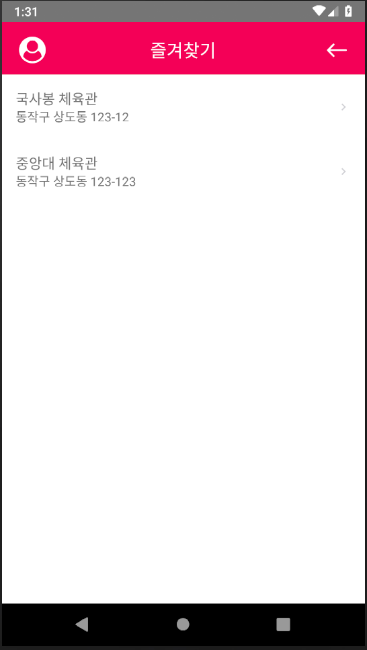 1:31
즐겨찾기
국사봉 체육관
동작구 상도동 123-12
중앙대 체육관
동작구 상도동 123-123